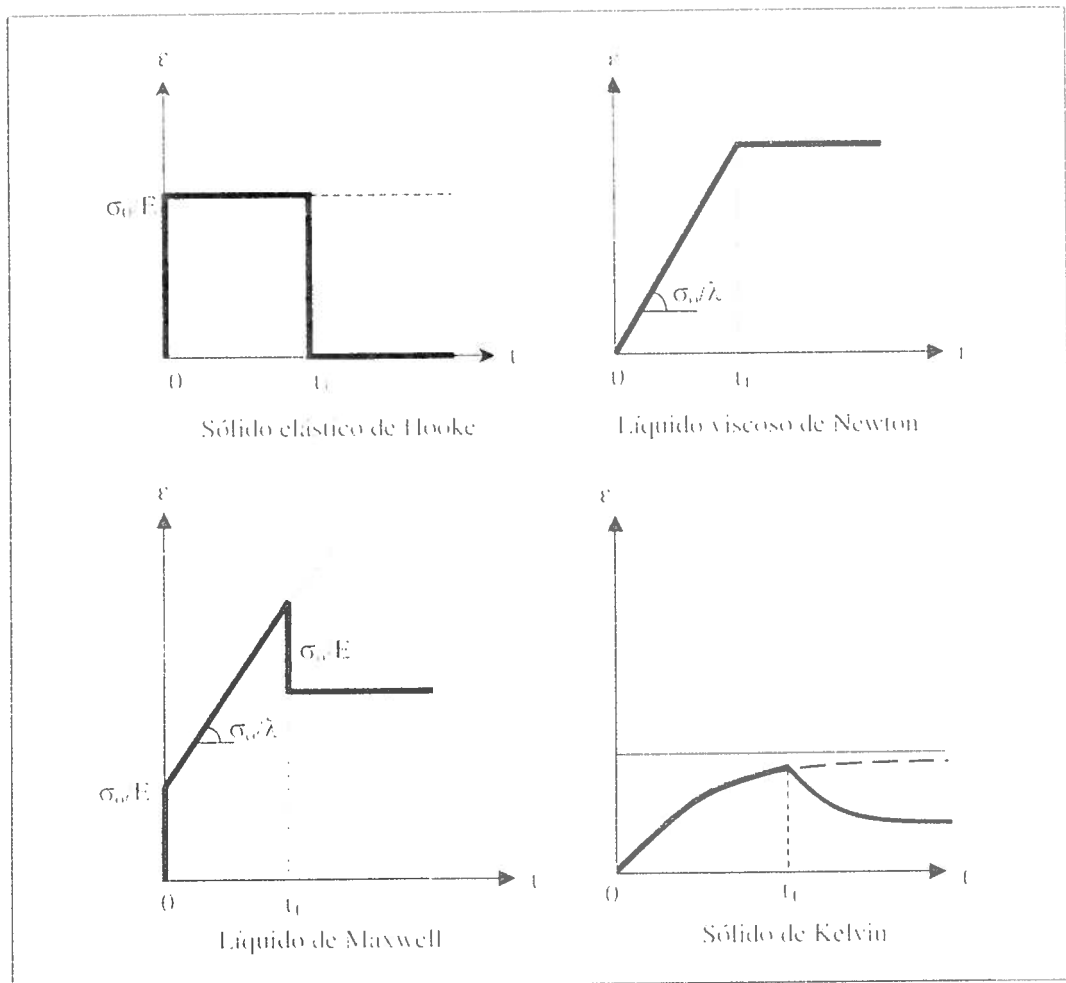 ε
σ₀/E
0
t₁
t
Sólido elástico de Hooke
ε
σ₀/λ
0
t₁
t
Líquido viscoso de Newton
ε
σ₀/E
σ₀/λ
σ₀/E
0
t₁
t
Líquido de Maxwell
ε
0
t₁
t
Sólido de Kelvin